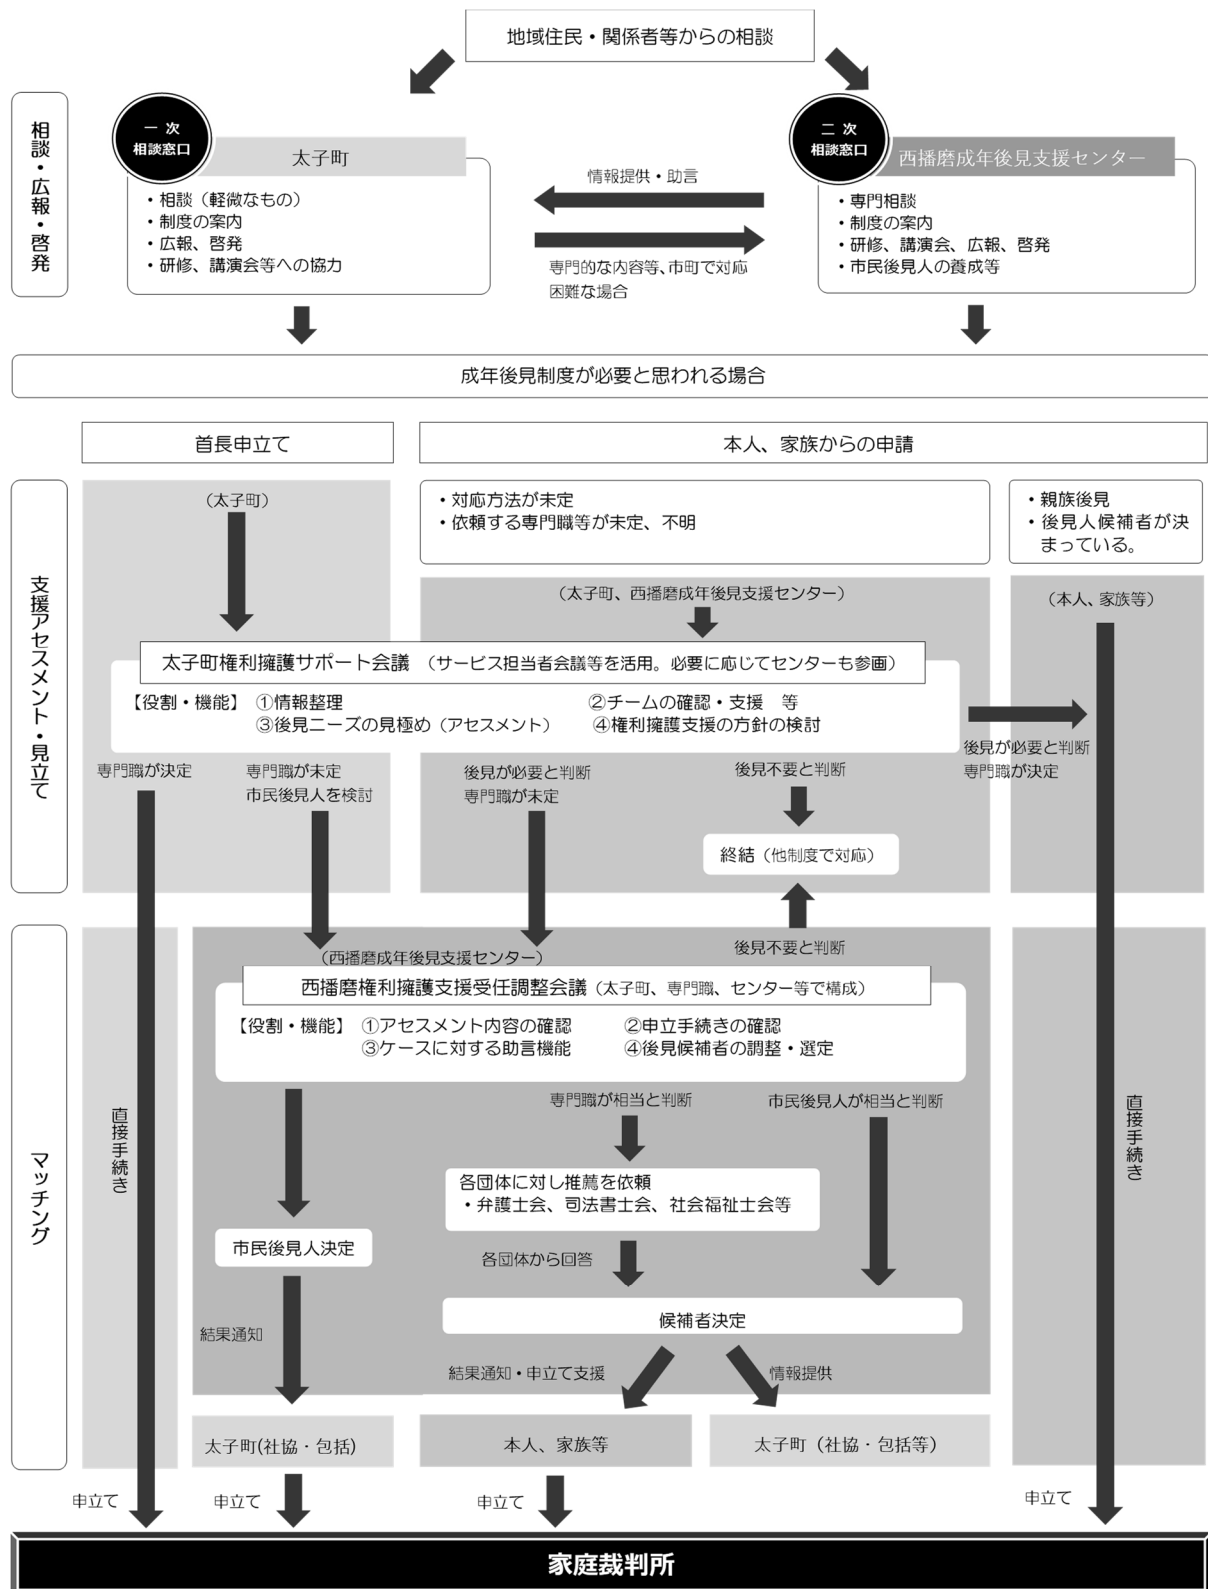 地域住民・関係者等からの相談
相談・広報・啓発
一 次
相談窓口
太子町
・相談（軽微なもの）
・制度の案内
・広報、啓発
・研修、講演会等への協力
情報提供・助言
専門的な内容等、市町で対応
困難な場合
二 次
相談窓口
西播磨成年後見支援センター
・専門相談
・制度の案内
・研修、講演会、広報、啓発
・市民後見人の養成等
成年後見制度が必要と思われる場合
首長申立て
本人、家族からの申請
支援アセスメント・見立て
（太子町）
・対応方法が未定
・依頼する専門職等が未定、不明
・親族後見
・後見人候補者が決
まっている。
（太子町、西播磨成年後見支援センター）
（本人、家族等）
太子町権利擁護サポート会議 （サービス担当者会議等を活用。必要に応じてセンターも参画）
【役割・機能】 ①情報整理 ②チームの確認・支援 等
③後見ニーズの見極め（アセスメント） ④権利擁護支援の方針の検討
後見が必要と判断
専門職が決定
専門職が決定
専門職が未定
市民後見人を検討
後見が必要と判断
専門職が未定
後見不要と判断
終結（他制度で対応）
マッチング
後見不要と判断
（西播磨成年後見支援センター）
西播磨権利擁護支援受任調整会議（太子町、専門職、センター等で構成）
【役割・機能】 ①アセスメント内容の確認 ②申立手続きの確認
③ケースに対する助言機能 ④後見候補者の調整・選定
直接手続き
専門職が相当と判断
市民後見人が相当と判断
直接手続き
各団体に対し推薦を依頼
・弁護士会、司法書士会、社会福祉士会等
市民後見人決定
各団体から回答
候補者決定
結果通知
結果通知・申立て支援
情報提供
太子町(社協・包括)
本人、家族等
太子町（社協・包括等）
申立て
申立て
申立て
申立て
家庭裁判所